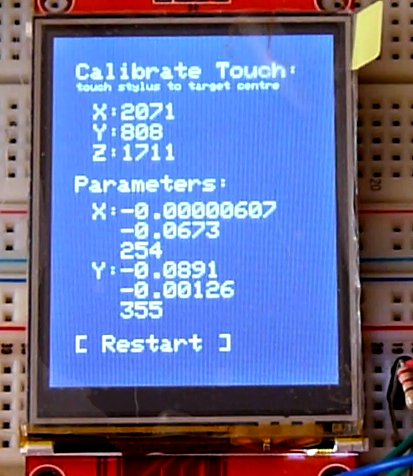 Calibrate Touch:
touch stylus to target centre
X:2071
Y:808
Z:1711
Parameters:
X:-0.00000607
-0.0673
254
Y:-0.0891
-0.00126
355
[ Restart ]
20